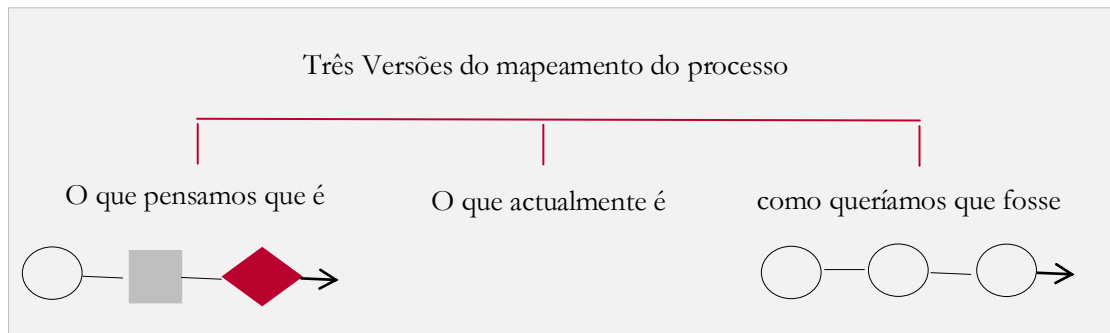 Três Versões do mapeamento do processo
O que pensamos que é
O que actualmente é
como queríamos que fosse